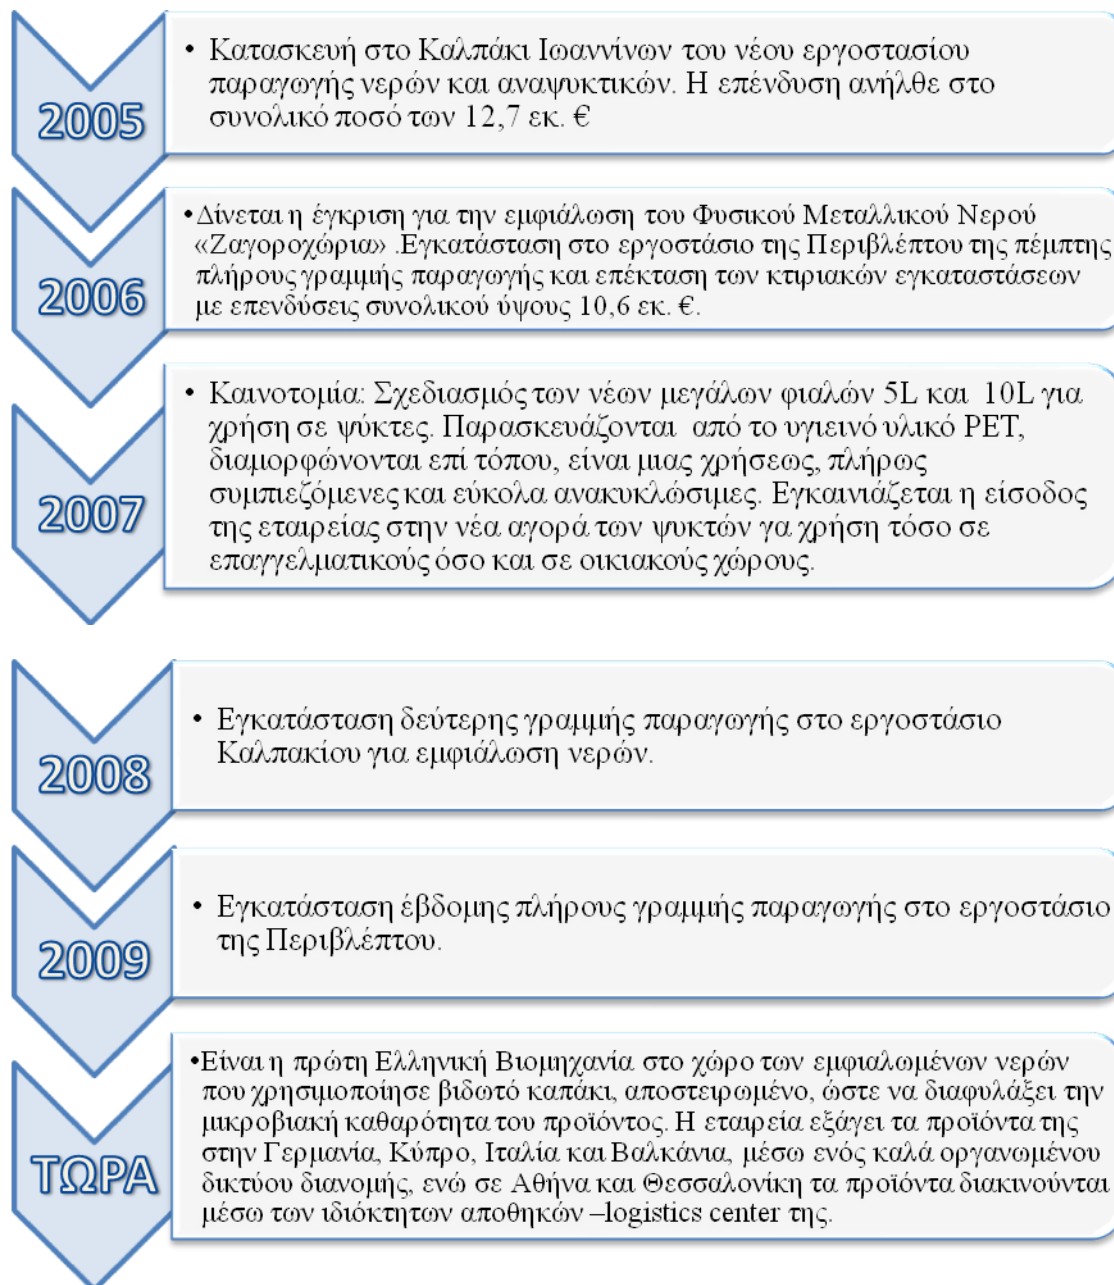 2005
• Κατασκευή στο Καλπάκι Ιωαννίνων του νέου εργοστασίου
παραγωγής νερών και αναψυκτικών. Η επένδυση ανήλθε στο
συνολικό ποσό των 12,7 εκ. €
2006
•Δίνεται η έγκριση για την εμφιάλωση του Φυσικού Μεταλλικού Νερού
«Ζαγοροχώρια» .Εγκατάσταση στο εργοστάσιο της Περιβλέπτου της πέμπτης
πλήρους γραμμής παραγωγής και επέκταση των κτιριακών εγκαταστάσεων
με επενδύσεις συνολικού ύψους 10,6 εκ. €.
2007
• Καινοτομία: Σχεδιασμός των νέων μεγάλων φιαλών 5L και 10L για
χρήση σε ψύκτες. Παρασκευάζονται από το υγιεινό υλικό PET,
διαμορφώνονται επί τόπου, είναι μιας χρήσεως, πλήρως
συμπιεζόμενες και εύκολα ανακυκλώσιμες. Εγκαινιάζεται η είσοδος
της εταιρείας στην νέα αγορά των ψυκτών γα χρήση τόσο σε
επαγγελματικούς όσο και σε οικιακούς χώρους.
2008
• Εγκατάσταση δεύτερης γραμμής παραγωγής στο εργοστάσιο
Καλπακίου για εμφιάλωση νερών.
2009
• Εγκατάσταση έβδομης πλήρους γραμμής παραγωγής στο εργοστάσιο
της Περιβλέπτου.
ΤΩΡΑ
•Είναι η πρώτη Ελληνική Βιομηχανία στο χώρο των εμφιαλωμένων νερών
που χρησιμοποίησε βιδωτό καπάκι, αποστειρωμένο, ώστε να διαφυλάξει την
μικροβιακή καθαρότητα του προϊόντος. Η εταιρεία εξάγει τα προϊόντα της
στην Γερμανία, Κύπρο, Ιταλία και Βαλκάνια, μέσω ενός καλά οργανωμένου
δικτύου διανομής, ενώ σε Αθήνα και Θεσσαλονίκη τα προϊόντα διακινούνται
μέσω των ιδιόκτητων αποθηκών –logistics center της.